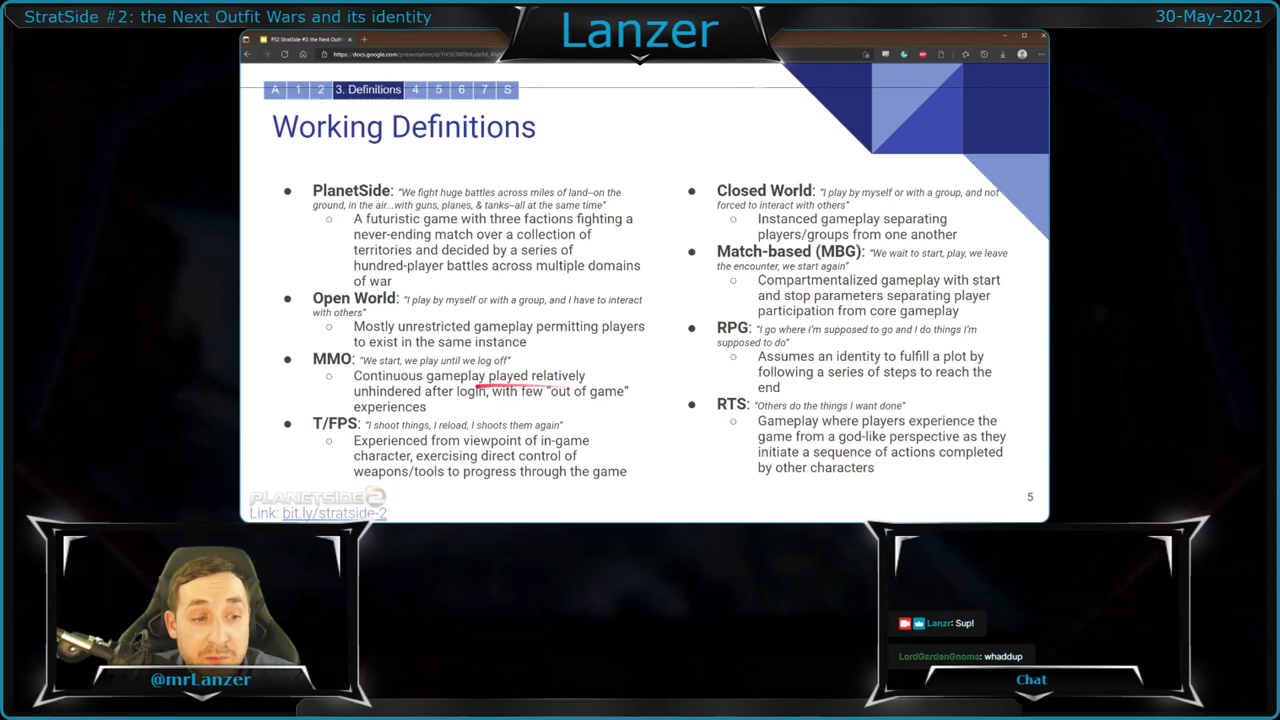 StratSide #2: the Next Outfit Wars and its identity
Lanzer
30-May-2021
PS2 StratSide #2: the Next Outf
A 1 2 3. Definitions 4 5 6 7 S
Working Definitions
PlanetSide: “We fight huge battles across miles of land--on the
ground, in the air...with guns, planes, & tanks--all at the same time”
A futuristic game with three factions fighting a
never-ending match over a collection of
territories and decided by a series of
hundred-player battles across multiple domains
of war
Open World: “I play by myself or with a group, and I have to interact
with others”
Mostly unrestricted gameplay permitting players
to exist in the same instance
MMO: “We start, we play until we log off”
Continuous gameplay played relatively
unhindered after login, with few “out of game”
experiences
T/FPS: “I shoot things, I reload, I shoots them again”
Experienced from viewpoint of in-game
character, exercising direct control of
weapons/tools to progress through the game
Closed World: “I play by myself or with a group, and not
forced to interact with others”
Instanced gameplay separating
players/groups from one another
Match-based (MBG): “We wait to start, play, we leave
the encounter, we start again”
Compartmentalized gameplay with start
and stop parameters separating player
participation from core gameplay
RPG: “I go where I’m supposed to go and I do things I’m
supposed to do”
Assumes an identity to fulfill a plot by
following a series of steps to reach the
end
RTS: “Others do the things I want done”
Gameplay where players experience the
game from a god-like perspective as they
initiate a sequence of actions completed
by other characters
PLANETSIDE 2
Link: bit.ly/stratside-2
5
@mrLanzer
Lanzr: Sup!
LordGerdanGnome: whaddup
Chat